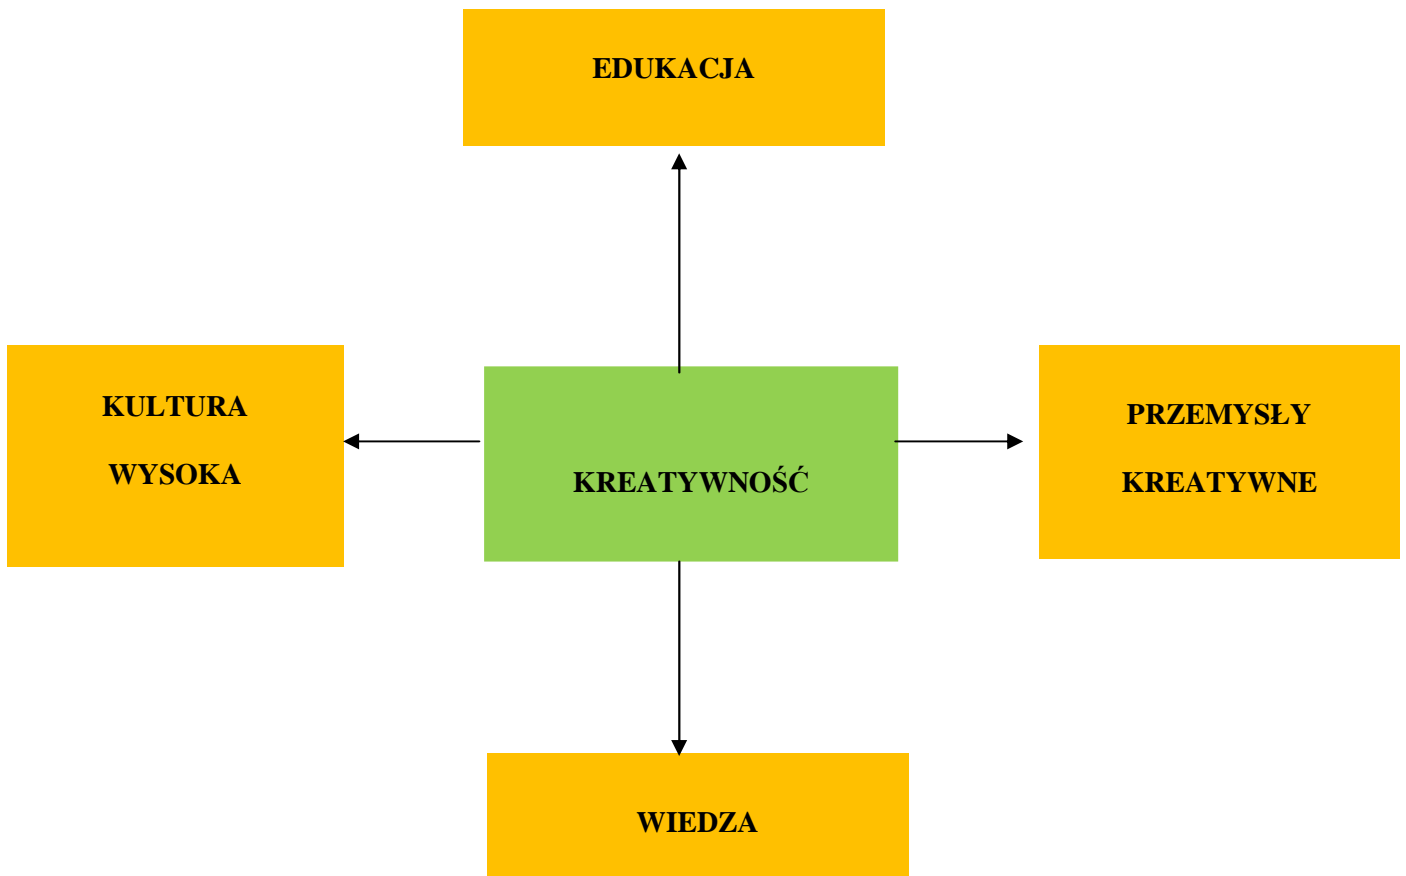 EDUKACJA
KULTURA
WYSOKA
KREATYWNOŚĆ
PRZEMYSŁY
KREATYWNE
WIEDZA